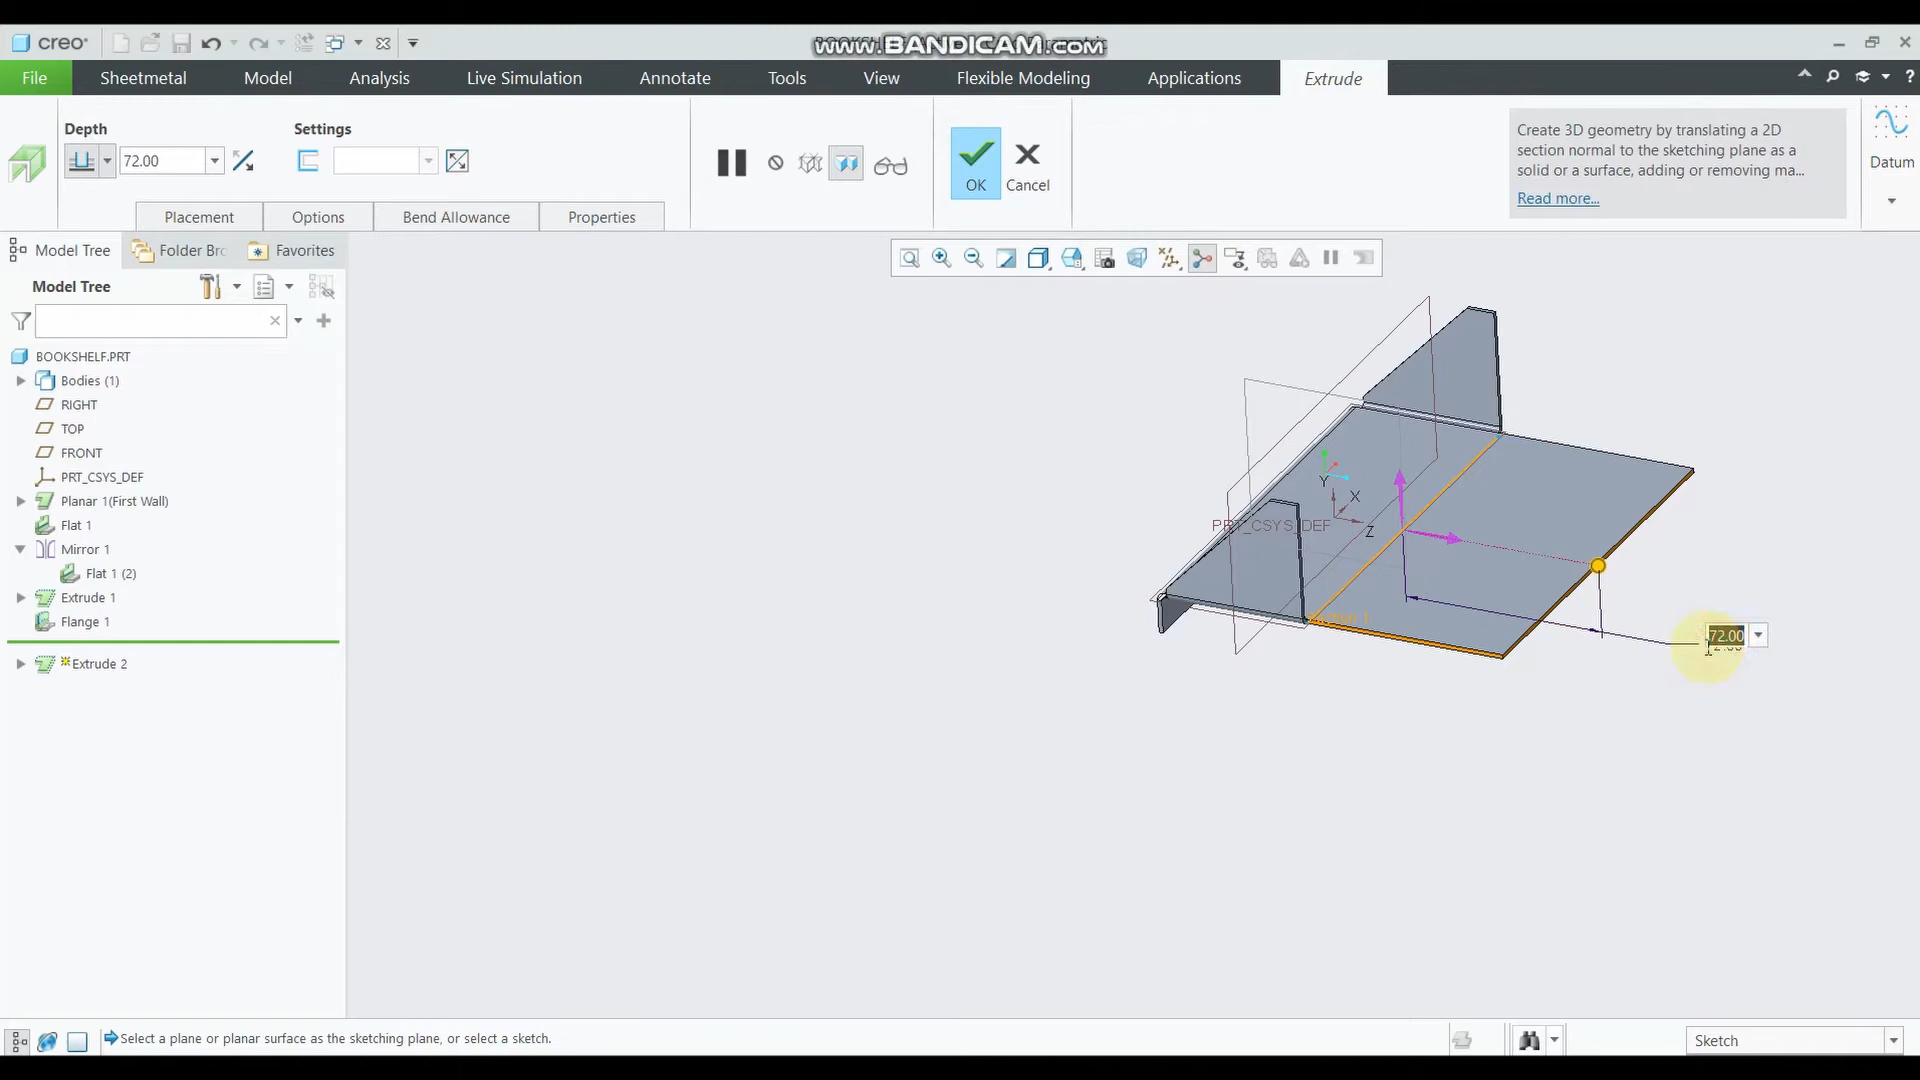 creo
www.BANDICAM.com
File Sheetmetal Model Analysis Live Simulation Annotate Tools View Flexible Modeling Applications Extrude
Depth Settings
72.00
OK Cancel
Create 3D geometry by translating a 2D
section normal to the sketching plane as a
solid or a surface, adding or removing ma...
Read more...
Datum
Placement Options Bend Allowance Properties
Model Tree Folder Br Favorites
Model Tree
BOOKSHELF.PRT
Bodies (1)
RIGHT
TOP
FRONT
PRT_CSYS_DEF
Planar 1(First Wall)
Flat 1
Mirror 1
Flat 1 (2)
Extrude 1
Flange 1
Extrude 2
Y
X
PRT_CSYS_DEF
Z
72.00
Select a plane or planar surface as the sketching plane, or select a sketch.
Sketch